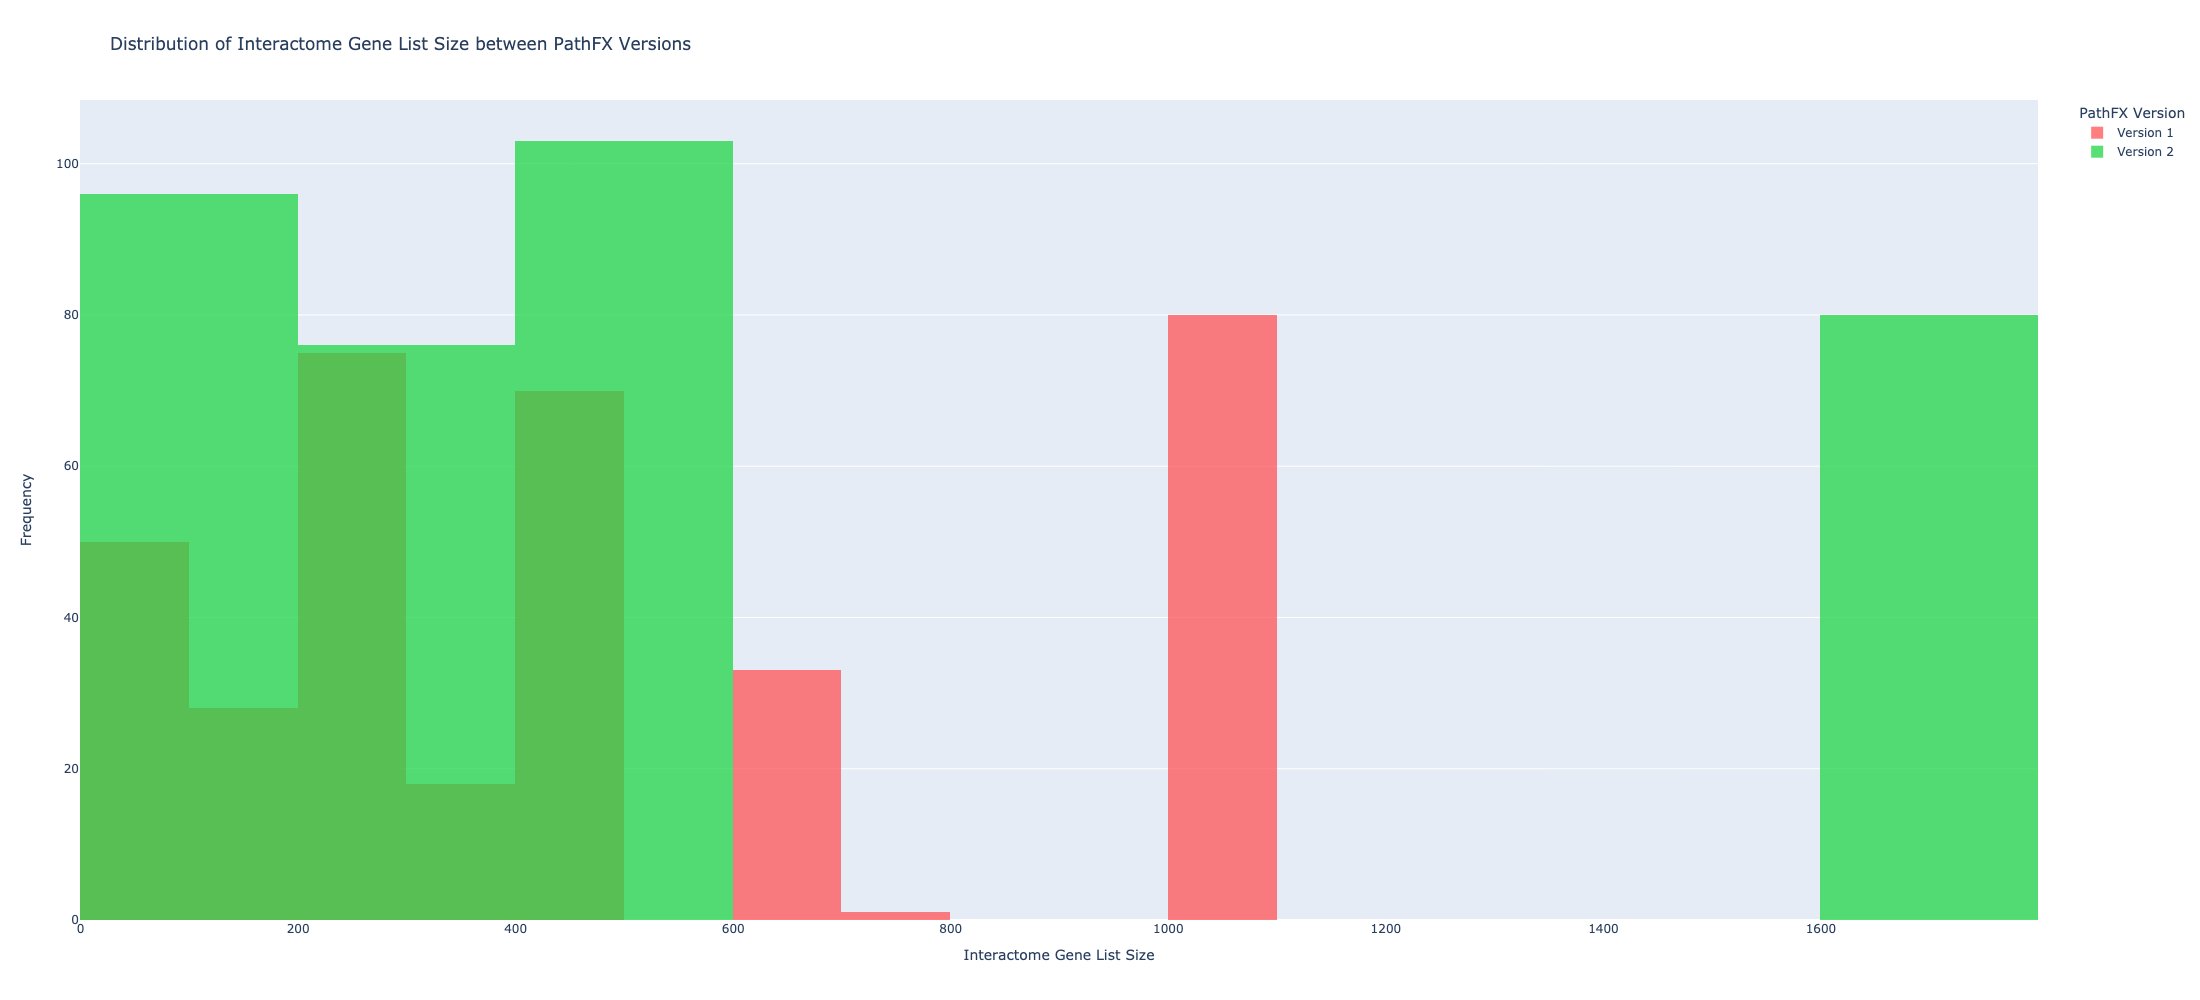 Distribution of Interactome Gene List Size between PathFX Versions
PathFX Version
Version 1
Version 2
100
80
60
40
20
0
Frequency
0 200 400 600 800 1000 1200 1400 1600
Interactome Gene List Size